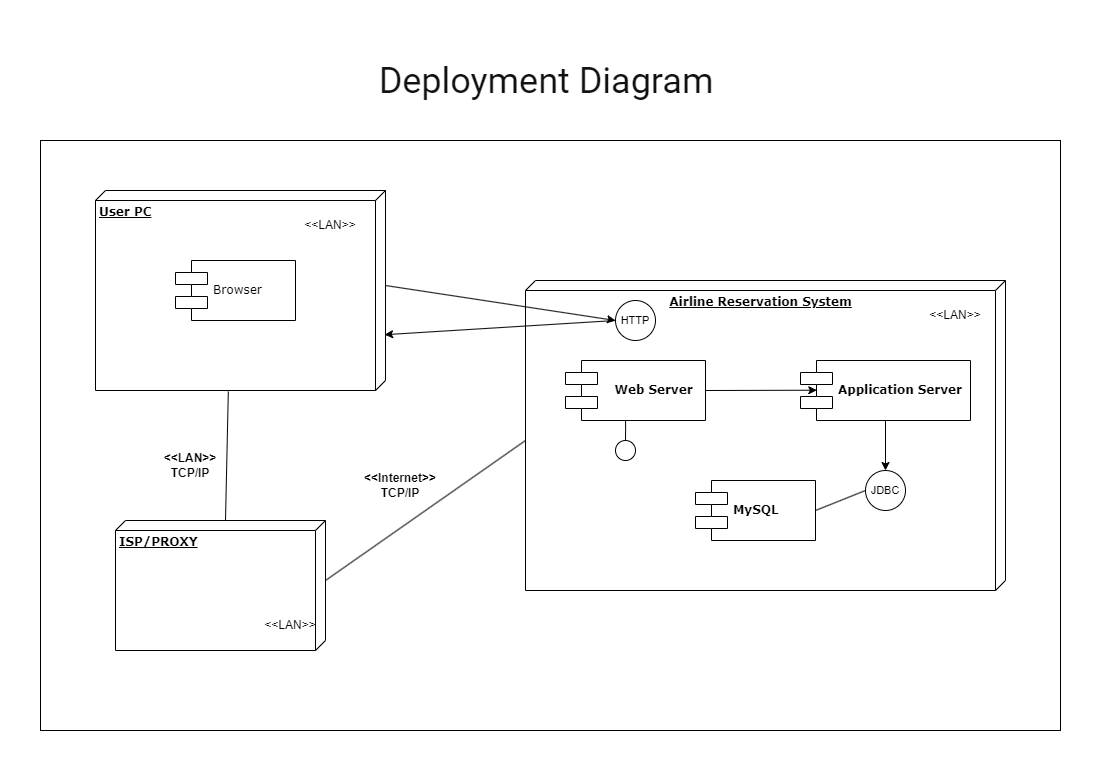 Deployment Diagram
User PC
<<LAN>>
Browser
HTTP
Airline Reservation System
<<LAN>>
Web Server
Application Server
<<LAN>>
TCP/IP
<<Internet>>
TCP/IP
JDBC
MySQL
ISP/PROXY
<<LAN>>